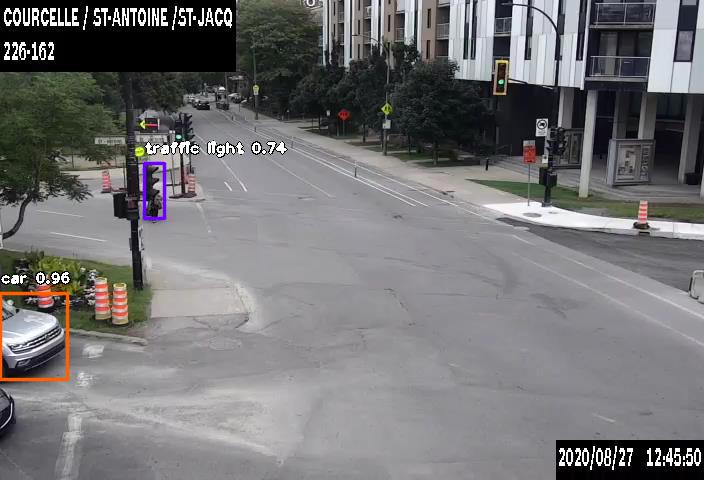 COURCELLE / ST-ANTOINE /ST-JACQ
226-162
traffic light 0.74
car 0.96
2020/08/27 12:45:50